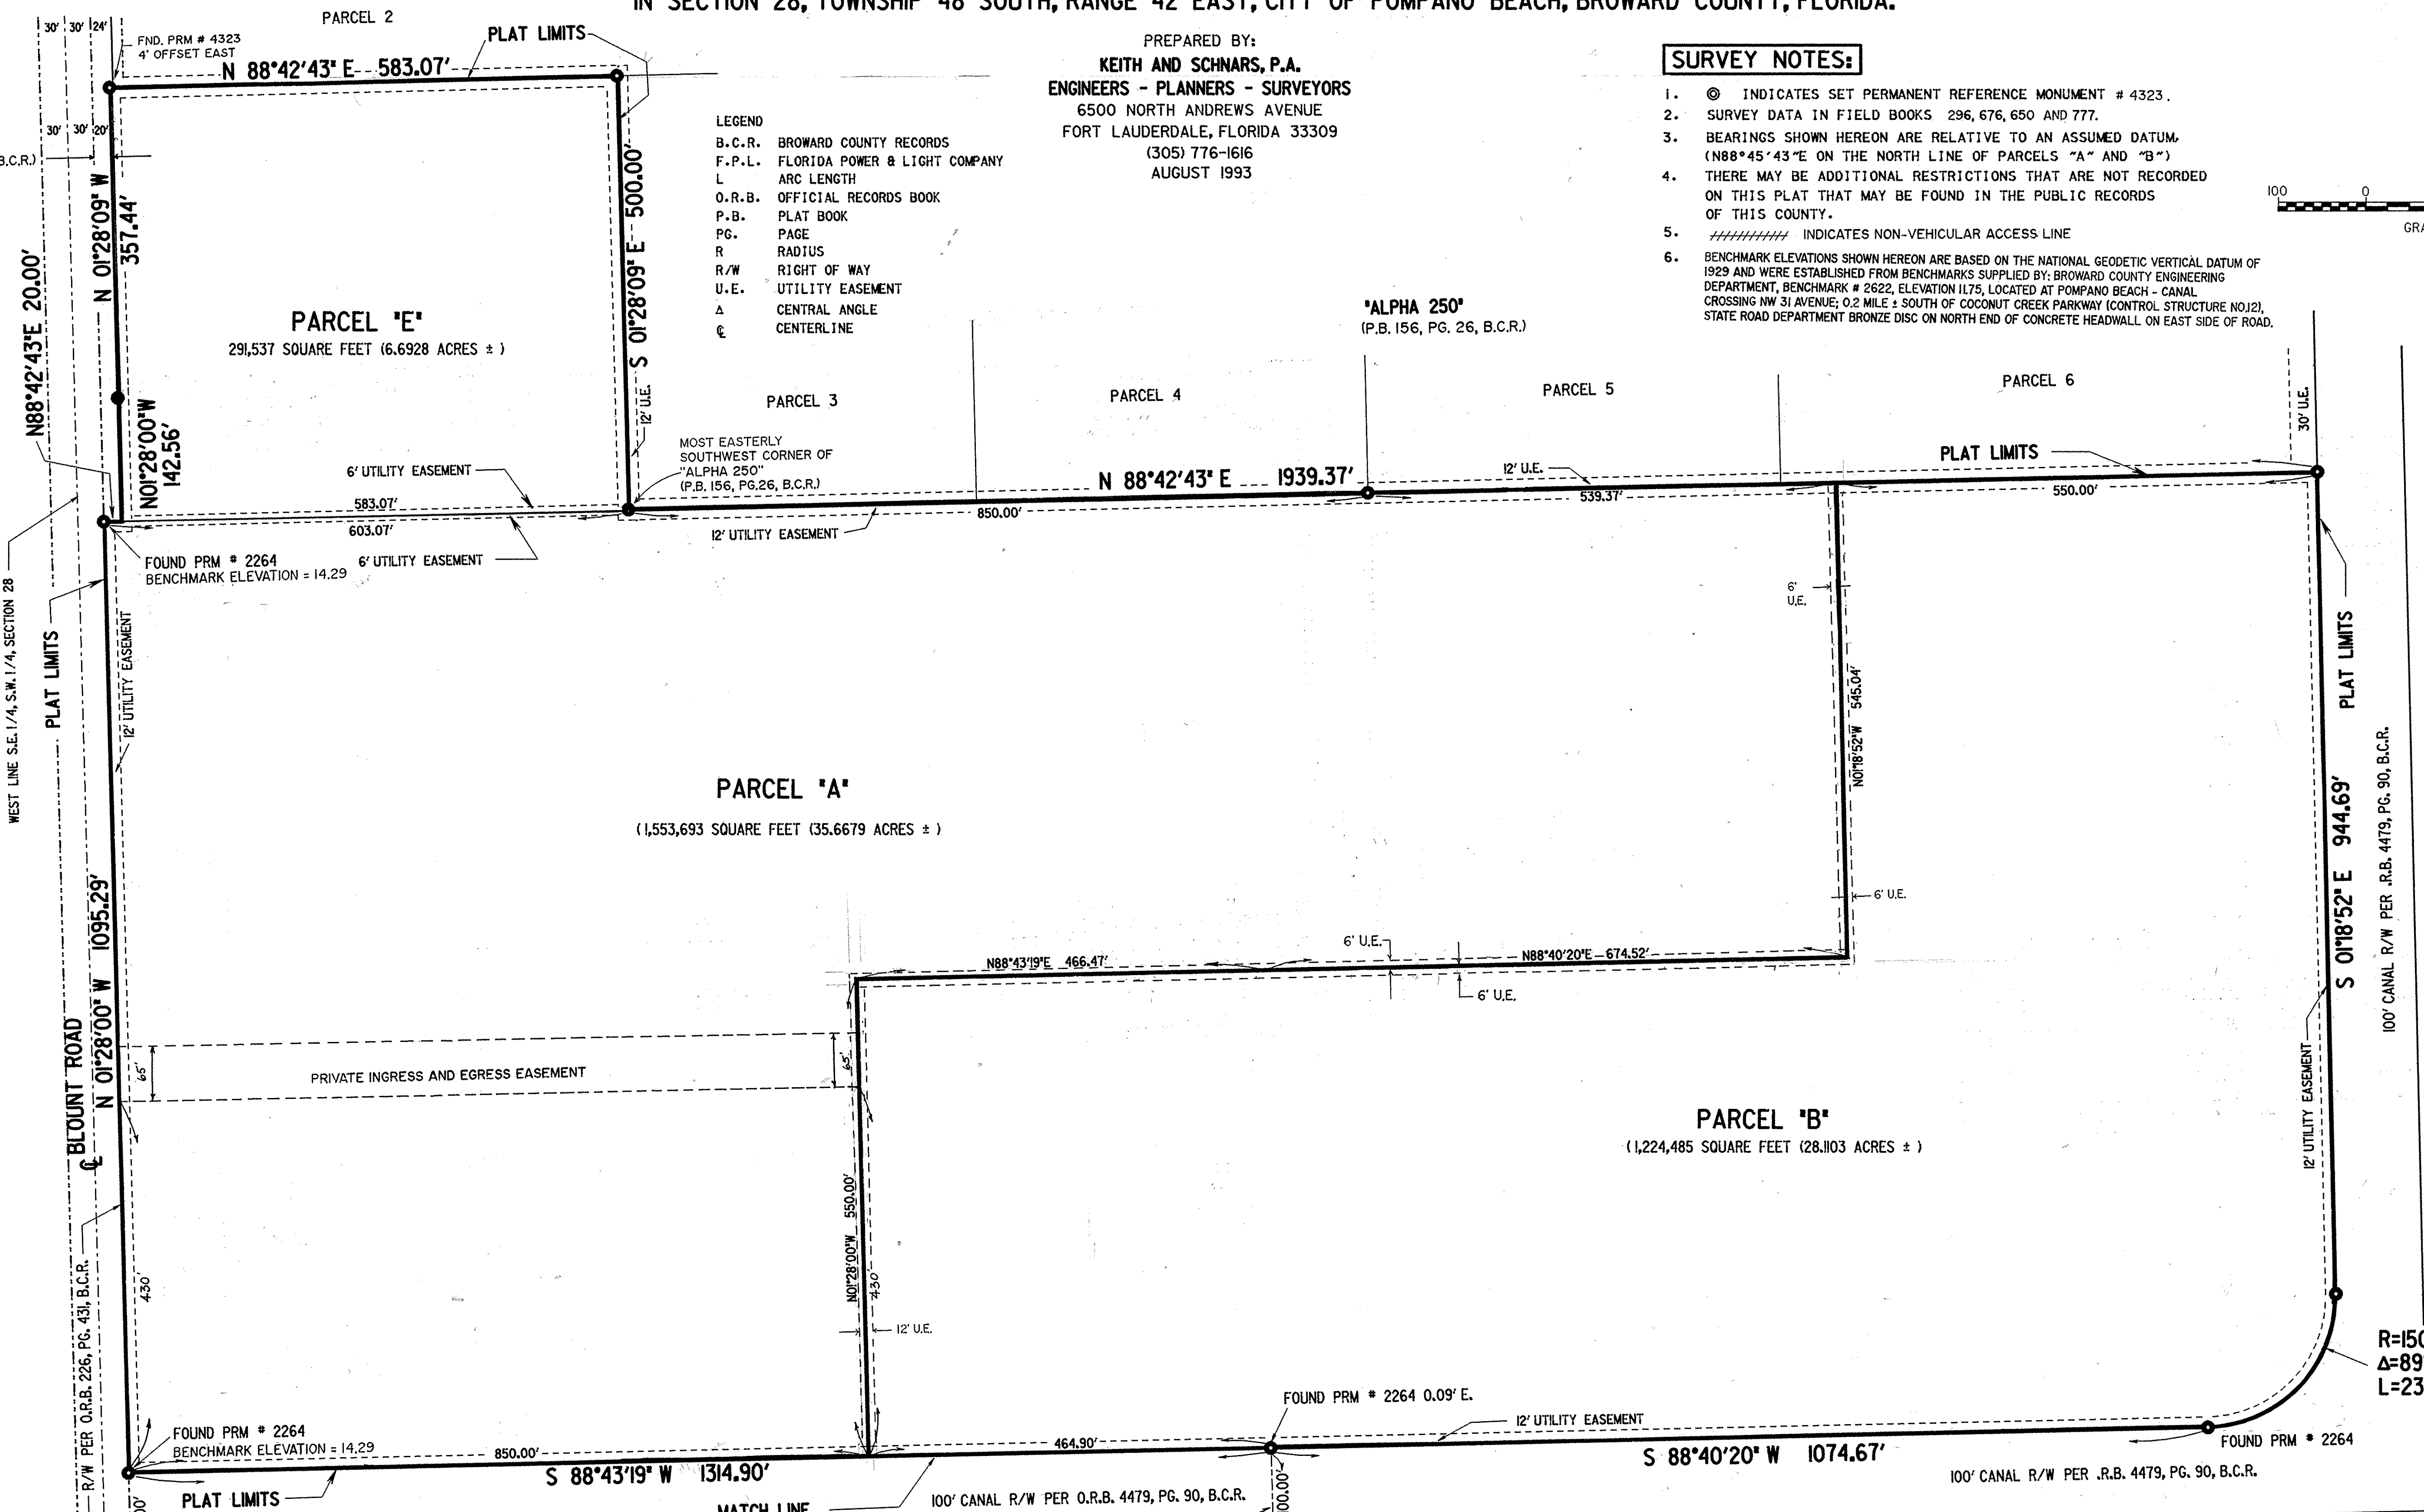 IN SECTION 28, TOWNSHIP 48 SOUTH, RANGE 42 EAST, CITY OF POMPANO BEACH, BROWARD COUNTY, FLORIDA.
PREPARED BY:
KEITH AND SCHNARS, P.A.
ENGINEERS - PLANNERS - SURVEYORS
6500 NORTH ANDREWS AVENUE
FORT LAUDERDALE, FLORIDA 33309
(305) 776-1616
AUGUST 1993
SURVEY NOTES:
1. ◎ INDICATES SET PERMANENT REFERENCE MONUMENT # 4323.
2. SURVEY DATA IN FIELD BOOKS 296, 676, 650 AND 777.
3. BEARINGS SHOWN HEREON ARE RELATIVE TO AN ASSUMED DATUM.
(N88°45'43"E ON THE NORTH LINE OF PARCELS "A" AND "B")
4. THERE MAY BE ADDITIONAL RESTRICTIONS THAT ARE NOT RECORDED
ON THIS PLAT THAT MAY BE FOUND IN THE PUBLIC RECORDS
OF THIS COUNTY.
5. INDICATES NON-VEHICULAR ACCESS LINE
6. BENCHMARK ELEVATIONS SHOWN HEREON ARE BASED ON THE NATIONAL GEODETIC VERTICAL DATUM OF
1929 AND WERE ESTABLISHED FROM BENCHMARKS SUPPLIED BY: BROWARD COUNTY ENGINEERING
DEPARTMENT, BENCHMARK # 2622, ELEVATION 11.75, LOCATED AT POMPANO BEACH - CANAL
CROSSING NW 31 AVENUE; 0.2 MILE ± SOUTH OF COCONUT CREEK PARKWAY (CONTROL STRUCTURE NO.12),
STATE ROAD DEPARTMENT BRONZE DISC ON NORTH END OF CONCRETE HEADWALL ON EAST SIDE OF ROAD.
100 0
GRA
LEGEND
B.C.R. BROWARD COUNTY RECORDS
F.P.L. FLORIDA POWER & LIGHT COMPANY
L ARC LENGTH
O.R.B. OFFICIAL RECORDS BOOK
P.B. PLAT BOOK
PG. PAGE
R RADIUS
R/W RIGHT OF WAY
U.E. UTILITY EASEMENT
Δ CENTRAL ANGLE
℄ CENTERLINE
PARCEL 2
30' 30' 24'
FND. PRM # 4323
4' OFFSET EAST
PLAT LIMITS
N 88°42'43" E 583.07'
30' 30' 20'
B.C.R.)
N 01°28'09" W
357.44'
S 01°28'09" E 500.00'
N88°42'43"E 20.00'
PARCEL "E"
291,537 SQUARE FEET (6.6928 ACRES ± )
N01°28'00"W
142.56'
12' U.E.
"ALPHA 250"
(P.B. 156, PG. 26, B.C.R.)
PARCEL 3
PARCEL 4
PARCEL 5
PARCEL 6
30' U.E.
MOST EASTERLY
SOUTHWEST CORNER OF
"ALPHA 250"
(P.B. 156, PG.26, B.C.R.)
6' UTILITY EASEMENT
583.07'
603.07'
6' UTILITY EASEMENT
FOUND PRM # 2264
BENCHMARK ELEVATION = 14.29
N 88°42'43" E 1939.37'
12' U.E.
PLAT LIMITS
850.00'
539.37'
550.00'
12' UTILITY EASEMENT
WEST LINE S.E.1/4, S.W.1/4, SECTION 28
PLAT LIMITS
12' UTILITY EASEMENT
6'
U.E.
N01°18'52"W 545.04'
PLAT LIMITS
S 01°18'52" E 944.69'
100' CANAL R/W PER .R.B. 4479, PG. 90, B.C.R.
PARCEL "A"
(1,553,693 SQUARE FEET (35.6679 ACRES ± )
6' U.E.
N 01°28'00" W 1095.29'
℄ BLOUNT ROAD
N88°43'19"E 466.47'
6' U.E.
N88°40'20"E 674.52'
6' U.E.
65'
PRIVATE INGRESS AND EGRESS EASEMENT
65'
PARCEL "B"
(1,224,485 SQUARE FEET (28.1103 ACRES ± )
12' UTILITY EASEMENT
N01°28'00"W 550.00'
430'
430'
12' U.E.
R/W PER O.R.B. 226, PG. 431, B.C.R.
R=150
Δ=89
L=23
FOUND PRM # 2264 0.09' E.
12' UTILITY EASEMENT
FOUND PRM # 2264
BENCHMARK ELEVATION = 14.29
850.00'
464.90'
S 88°43'19" W 1314.90'
S 88°40'20" W 1074.67'
FOUND PRM # 2264
PLAT LIMITS
MATCH LINE
100' CANAL R/W PER O.R.B. 4479, PG. 90, B.C.R.
100' CANAL R/W PER .R.B. 4479, PG. 90, B.C.R.